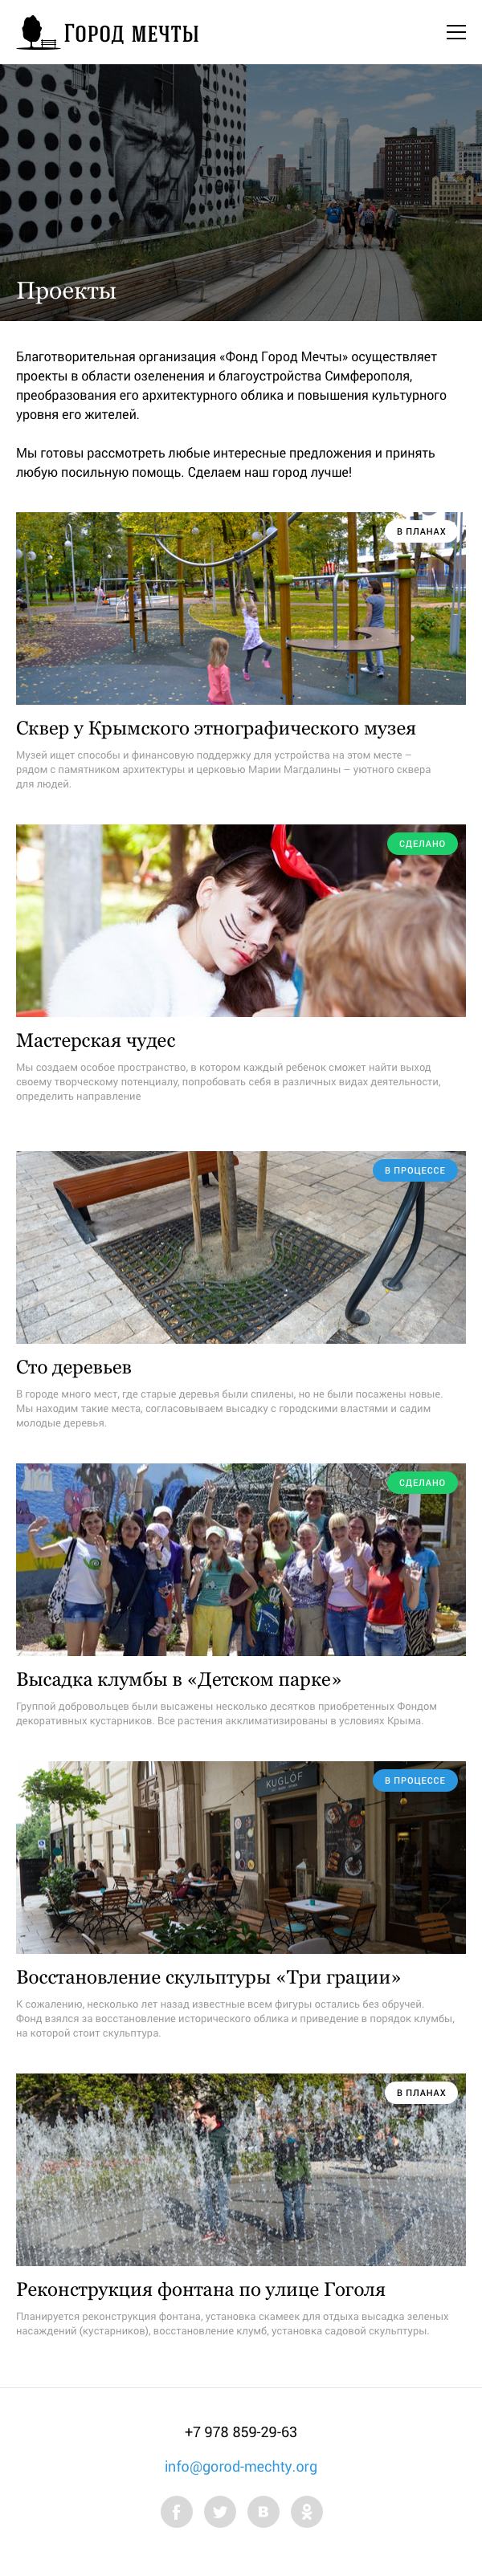 Город мечты
Проекты
Благотворительная организация «Фонд Город Мечты» осуществляет
проекты в области озеленения и благоустройства Симферополя,
преобразования его архитектурного облика и повышения культурного
уровня его жителей.
Мы готовы рассмотреть любые интересные предложения и принять
любую посильную помощь. Сделаем наш город лучше!
В ПЛАНАХ
Сквер у Крымского этнографического музея
Музей ищет способы и финансовую поддержку для устройства на этом месте –
рядом с памятником архитектуры и церковью Марии Магдалины – уютного сквера
для людей.
СДЕЛАНО
Мастерская чудес
Мы создаем особое пространство, в котором каждый ребенок сможет найти выход
своему творческому потенциалу, попробовать себя в различных видах деятельности,
определить направление
В ПРОЦЕССЕ
Сто деревьев
В городе много мест, где старые деревья были спилены, но не были посажены новые.
Мы находим такие места, согласовываем высадку с городскими властями и садим
молодые деревья.
СДЕЛАНО
Высадка клумбы в «Детском парке»
Группой добровольцев были высажены несколько десятков приобретенных Фондом
декоративных кустарников. Все растения акклиматизированы в условиях Крыма.
В ПРОЦЕССЕ
KUGLÓF
Восстановление скульптуры «Три грации»
К сожалению, несколько лет назад известные всем фигуры остались без обручей.
Фонд взялся за восстановление исторического облика и приведение в порядок клумбы,
на которой стоит скульптура.
В ПЛАНАХ
Реконструкция фонтана по улице Гоголя
Планируется реконструкция фонтана, установка скамеек для отдыха высадка зеленых
насаждений (кустарников), восстановление клумб, установка садовой скульптуры.
+7 978 859-29-63
info@gorod-mechty.org